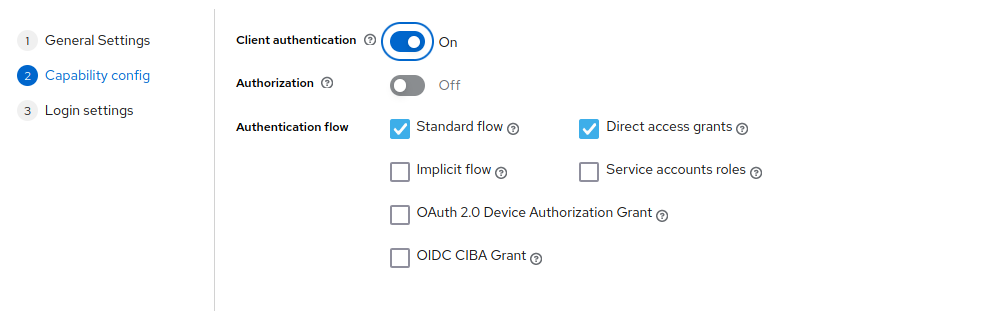 1 General Settings
2 Capability config
3 Login settings
Client authentication ? On
Authorization ? Off
Authentication flow
Standard flow ? Direct access grants ?
Implicit flow ? Service accounts roles ?
OAuth 2.0 Device Authorization Grant ?
OIDC CIBA Grant ?